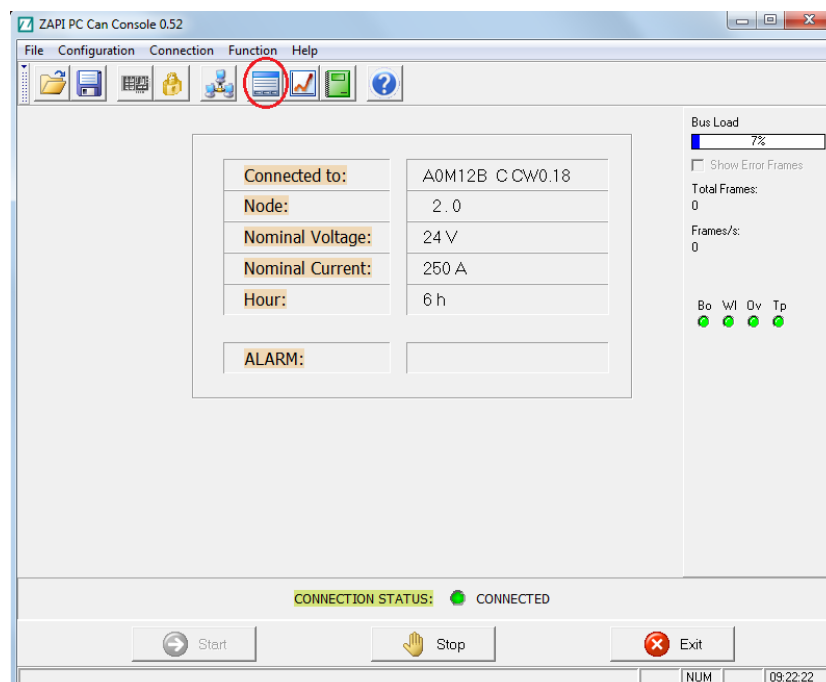 ZAPI PC Can Console 0.52
File Configuration Connection Function Help
Bus Load
7%
Show Error Frames
Total Frames:
0
Frames/s:
0
Bo Wl Ov Tp
Connected to: A0M12B C CW0.18
Node: 2.0
Nominal Voltage: 24 V
Nominal Current: 250 A
Hour: 6 h
ALARM:
CONNECTION STATUS: CONNECTED
Start Stop Exit
NUM 09:22:22